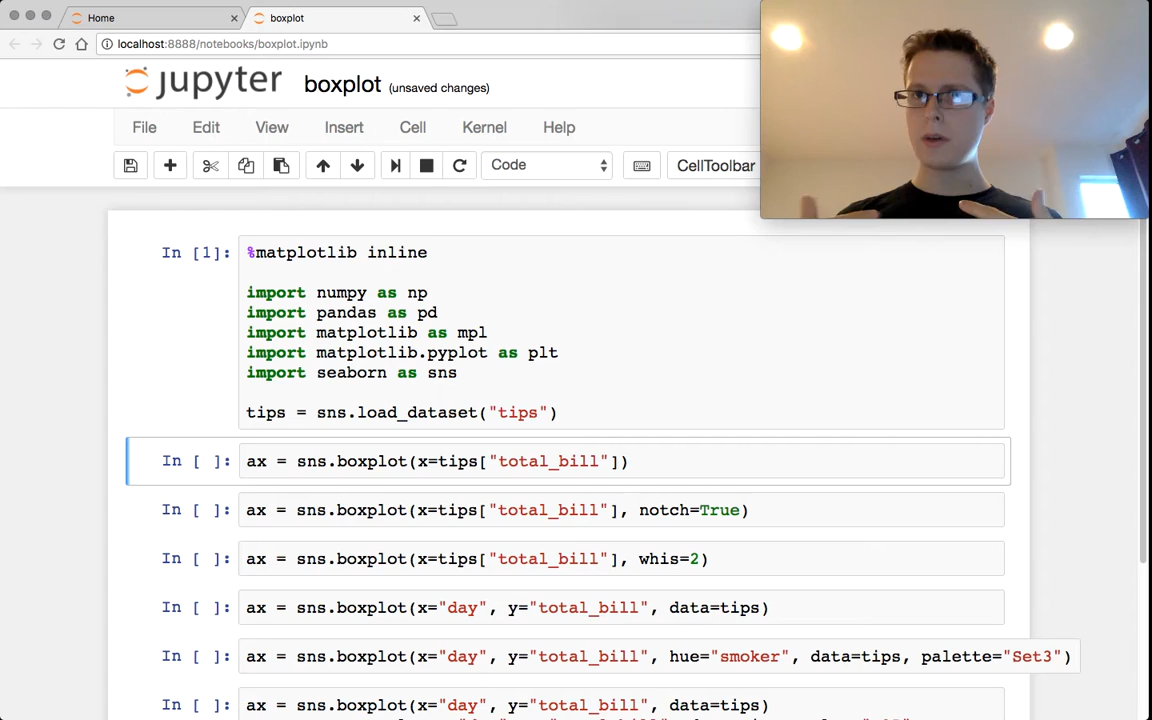 Home
boxplot
localhost:8888/notebooks/boxplot.ipynb
jupyter boxplot (unsaved changes)
File Edit View Insert Cell Kernel Help
Code CellToolbar
In [1]: %matplotlib inline
import numpy as np
import pandas as pd
import matplotlib as mpl
import matplotlib.pyplot as plt
import seaborn as sns
tips = sns.load_dataset("tips")
In [ ]: ax = sns.boxplot(x=tips["total_bill"])
In [ ]: ax = sns.boxplot(x=tips["total_bill"], notch=True)
In [ ]: ax = sns.boxplot(x=tips["total_bill"], whis=2)
In [ ]: ax = sns.boxplot(x="day", y="total_bill", data=tips)
In [ ]: ax = sns.boxplot(x="day", y="total_bill", hue="smoker", data=tips, palette="Set3")
In [ ]: ax = sns.boxplot(x="day", y="total_bill", data=tips)